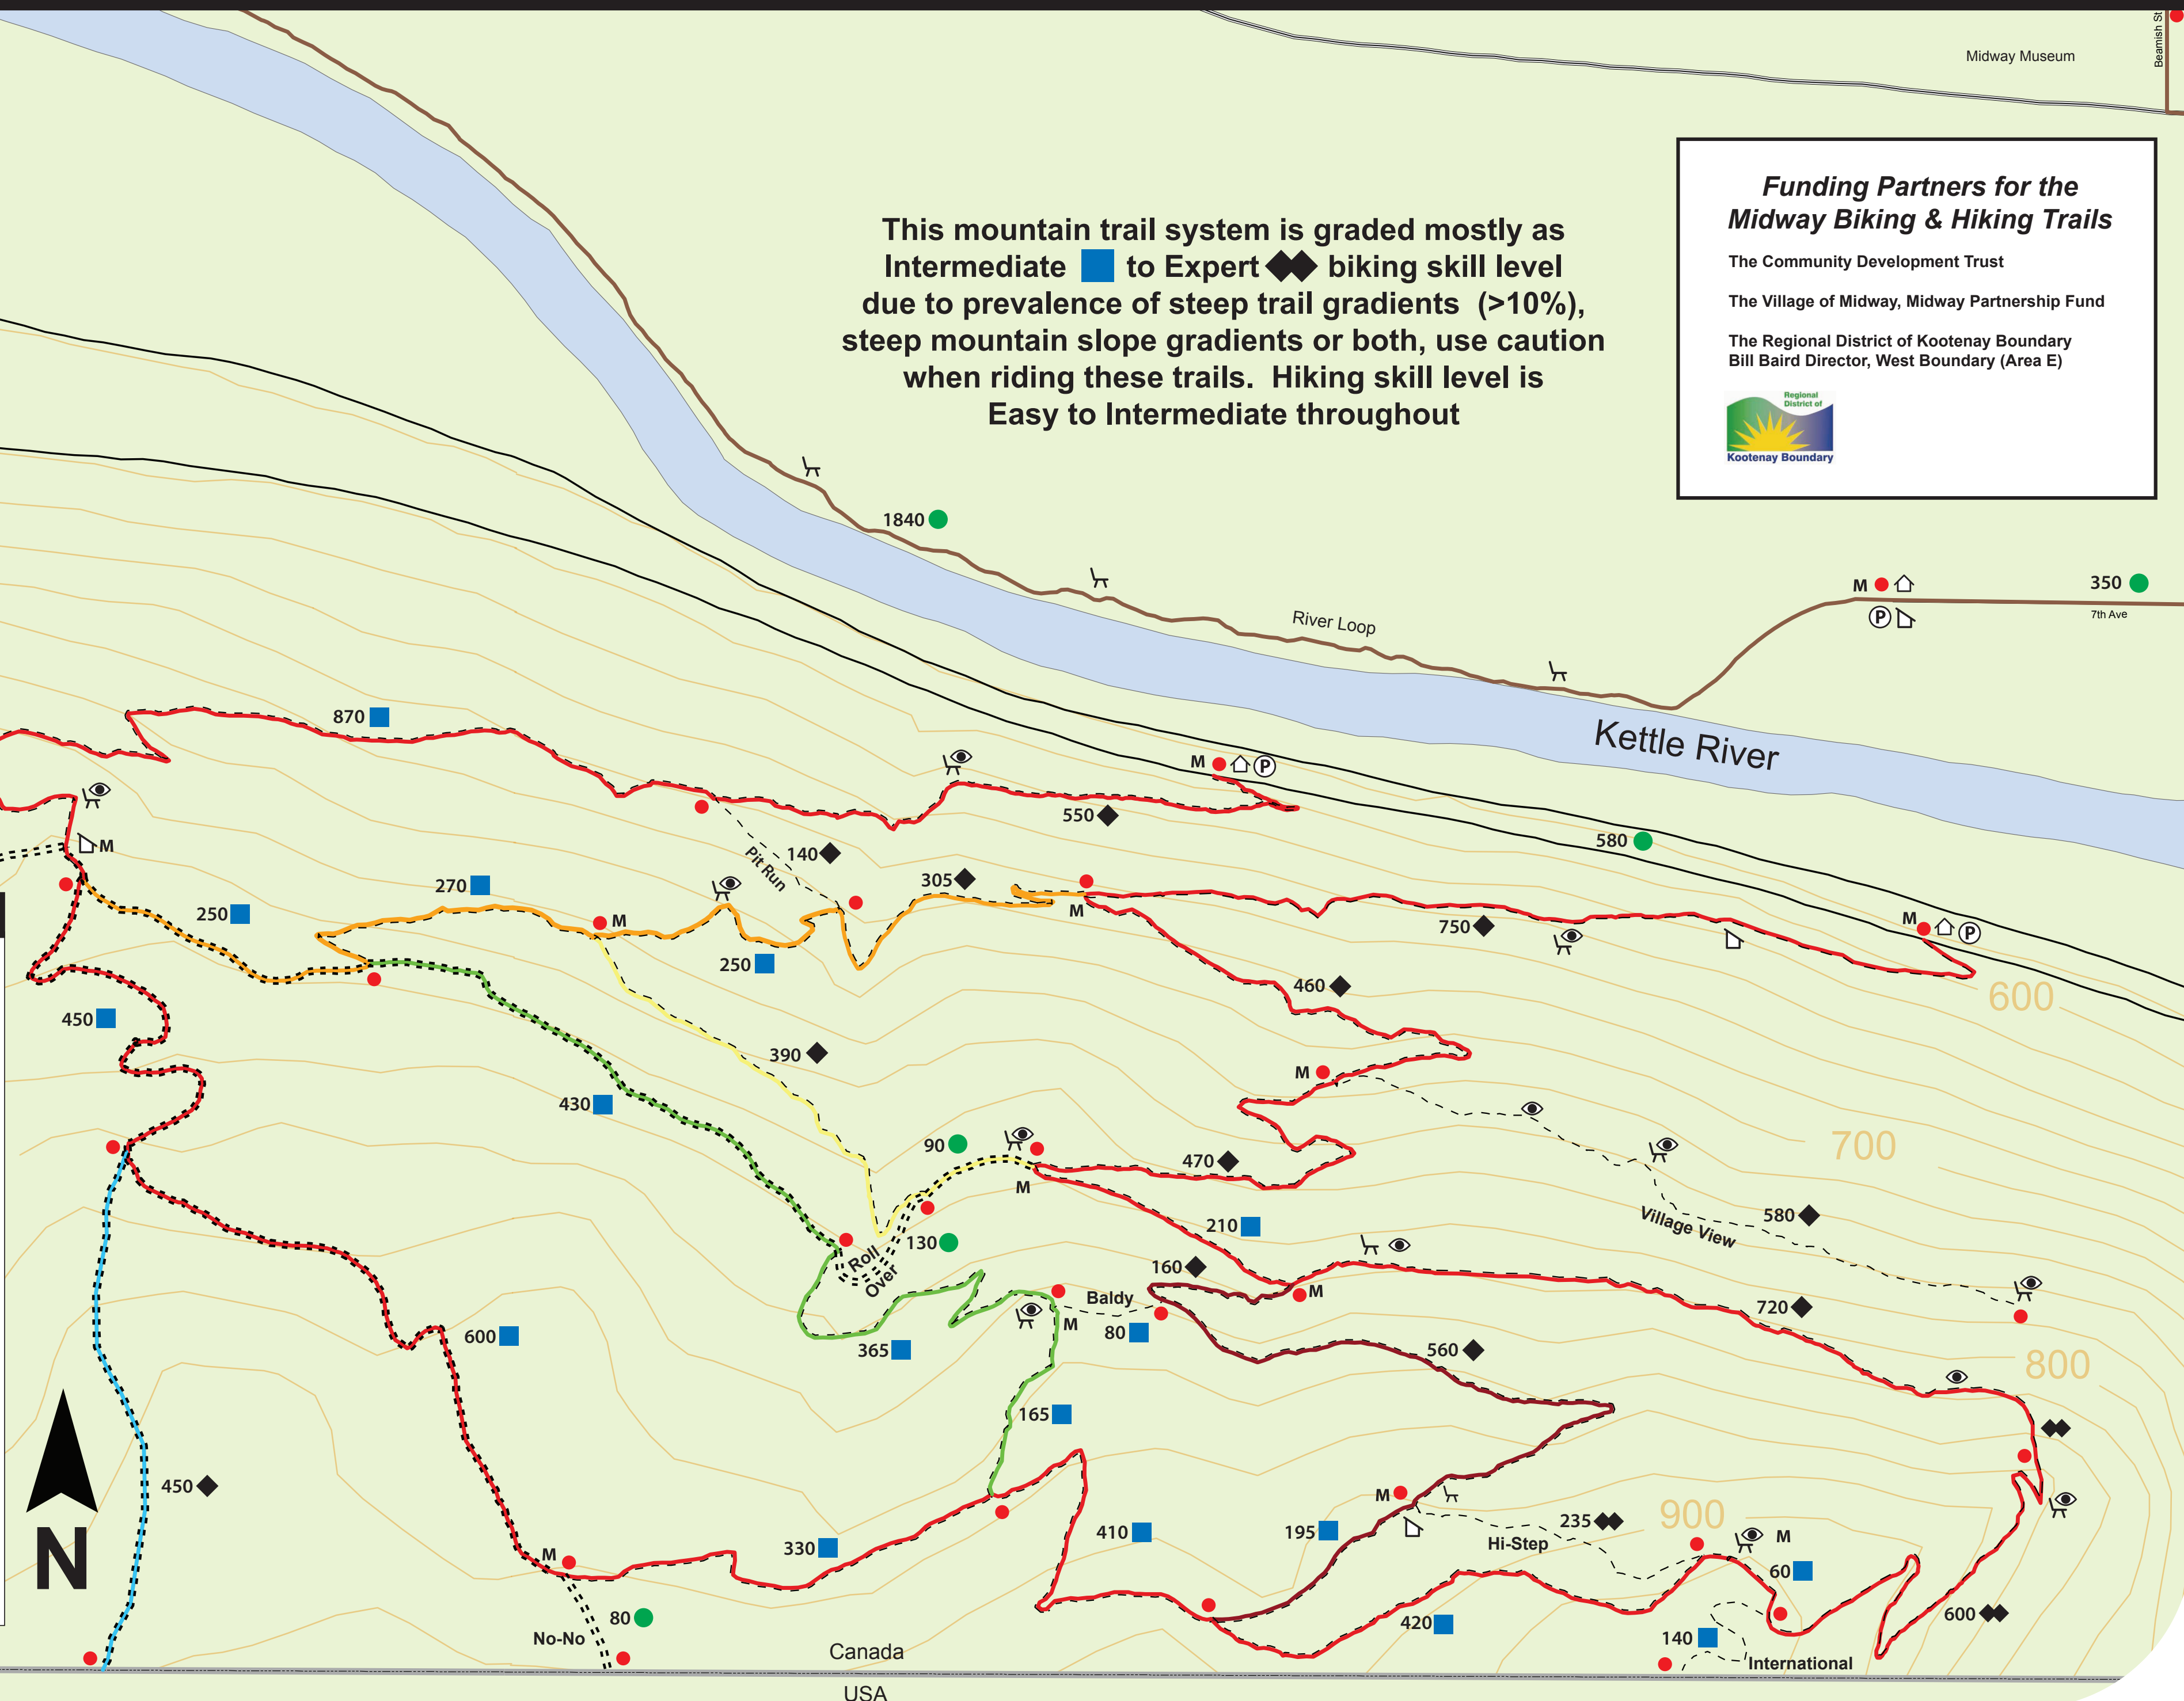 Midway Museum
Beamish St
This mountain trail system is graded mostly as
Intermediate to Expert biking skill level
due to prevalence of steep trail gradients (>10%),
steep mountain slope gradients or both, use caution
when riding these trails. Hiking skill level is
Easy to Intermediate throughout
Funding Partners for the
Midway Biking & Hiking Trails
The Community Development Trust
The Village of Midway, Midway Partnership Fund
The Regional District of Kootenay Boundary
Bill Baird Director, West Boundary (Area E)
Regional
District of
Kootenay Boundary
1840
River Loop
M
P
350
7th Ave
Kettle River
870
M
P
550
580
140
Pit Run
M
270
305
250
M
M
250
750
M
P
600
460
450
390
M
430
90
M
470
700
Village View
580
210
130
Roll
Over
160
M
Baldy
M
80
720
800
600
365
560
165
450
N
M
330
410
195
M
235
Hi-Step
900
M
60
80
No-No
420
140
International
600
Canada
USA